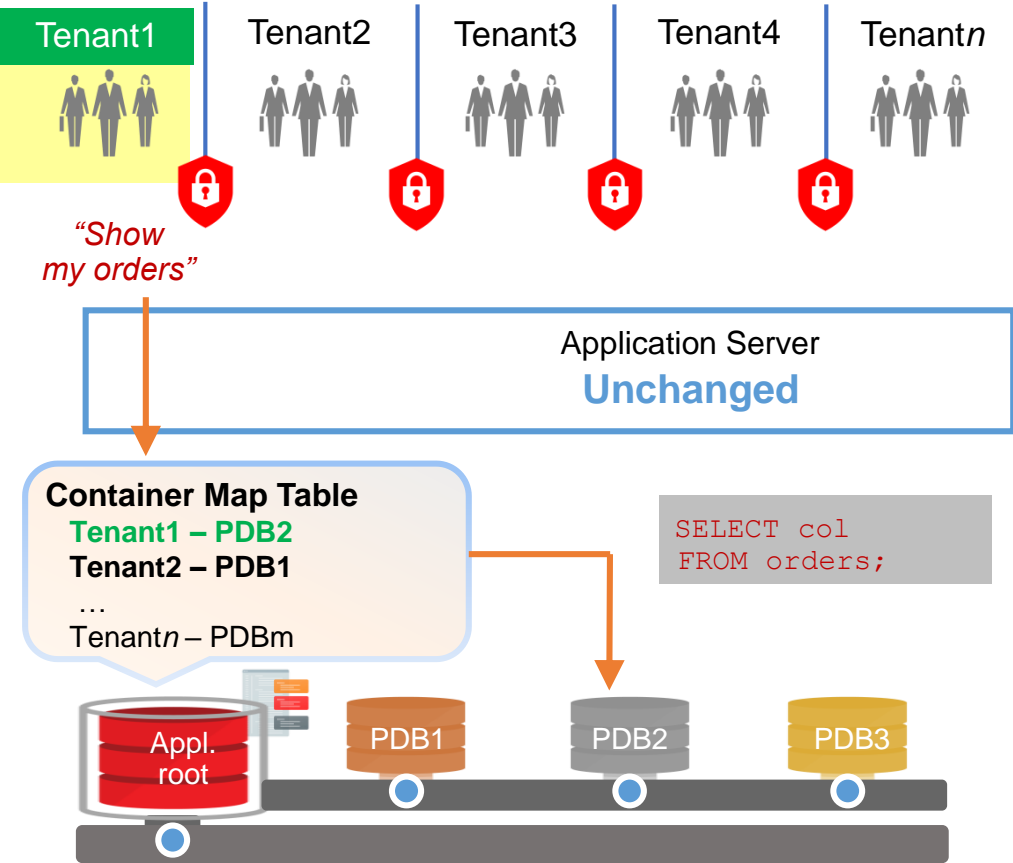 Tenant1
Tenant2
Tenant3
Tenant4
Tenantn
“Show
my orders”
Application Server
Unchanged
Container Map Table
Tenant1 – PDB2
Tenant2 – PDB1
…
Tenantn – PDBm
SELECT col
FROM orders;
Appl.
root
PDB1
PDB2
PDB3